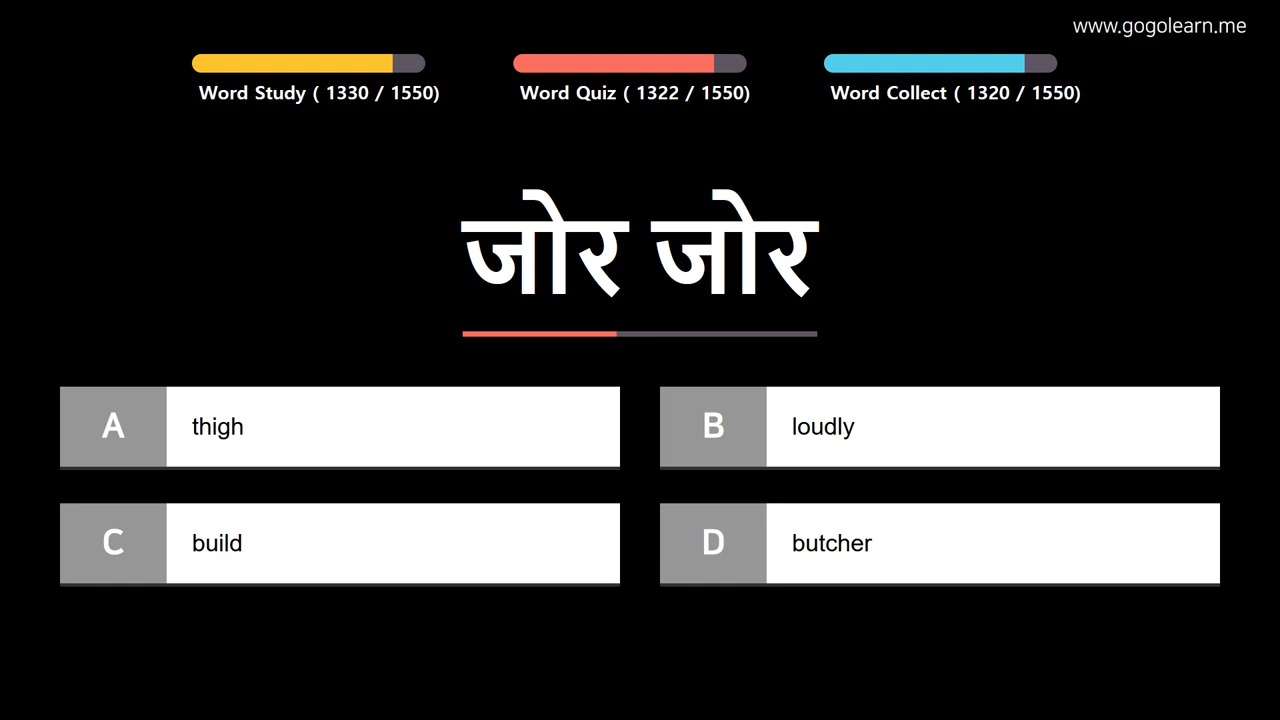 www.gogolearn.me
Word Study ( 1330 / 1550)
Word Quiz ( 1322 / 1550)
Word Collect ( 1320 / 1550)
जोर जोर
A thigh
B loudly
C build
D butcher